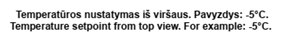 Temperatūros nustatymas iš viršaus. Pavyzdys: -5°C.
Temperature setpoint from top view. For example: -5°C.